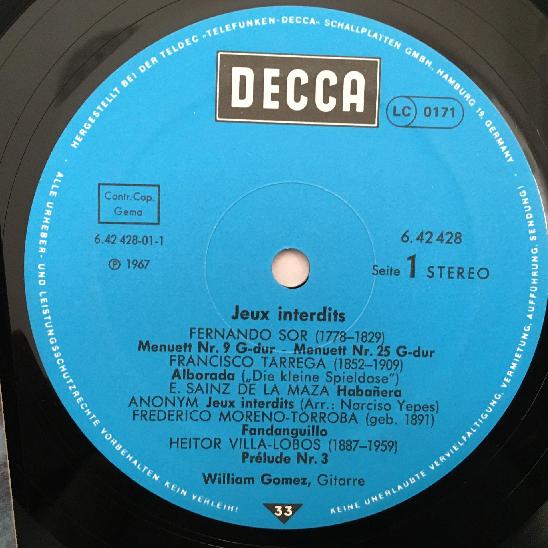 HERGESTELLT BEI DER TELDEC „TELEFUNKEN-DECCA“ SCHALLPLATTEN GMBH, HAMBURG 19, GERMANY ·
DECCA
LC 0171
Contr. Cop.
Gema
6.42 428-01-1
℗ 1967
6.42 428
Seite 1 STEREO
Jeux interdits
FERNANDO SOR (1778–1829)
Menuett Nr. 9 G-dur – Menuett Nr. 25 G-dur
FRANCISCO TARREGA (1852–1909)
Alborada („Die kleine Spieldose“)
E. SAINZ DE LA MAZA Habañera
ANONYM Jeux interdits (Arr.: Narciso Yepes)
FREDERICO MORENO-TÓRROBA (geb. 1891)
Fandanguillo
HEITOR VILLA-LOBOS (1887–1959)
Prélude Nr. 3
William Gomez, Gitarre
33
ALLE URHEBER- UND LEISTUNGSSCHUTZRECHTE VORBEHALTEN KEIN VERLEIH!
KEINE UNERLAUBTE VERVIELFÄLTIGUNG, VERMIETUNG, AUFFÜHRUNG, SENDUNG!